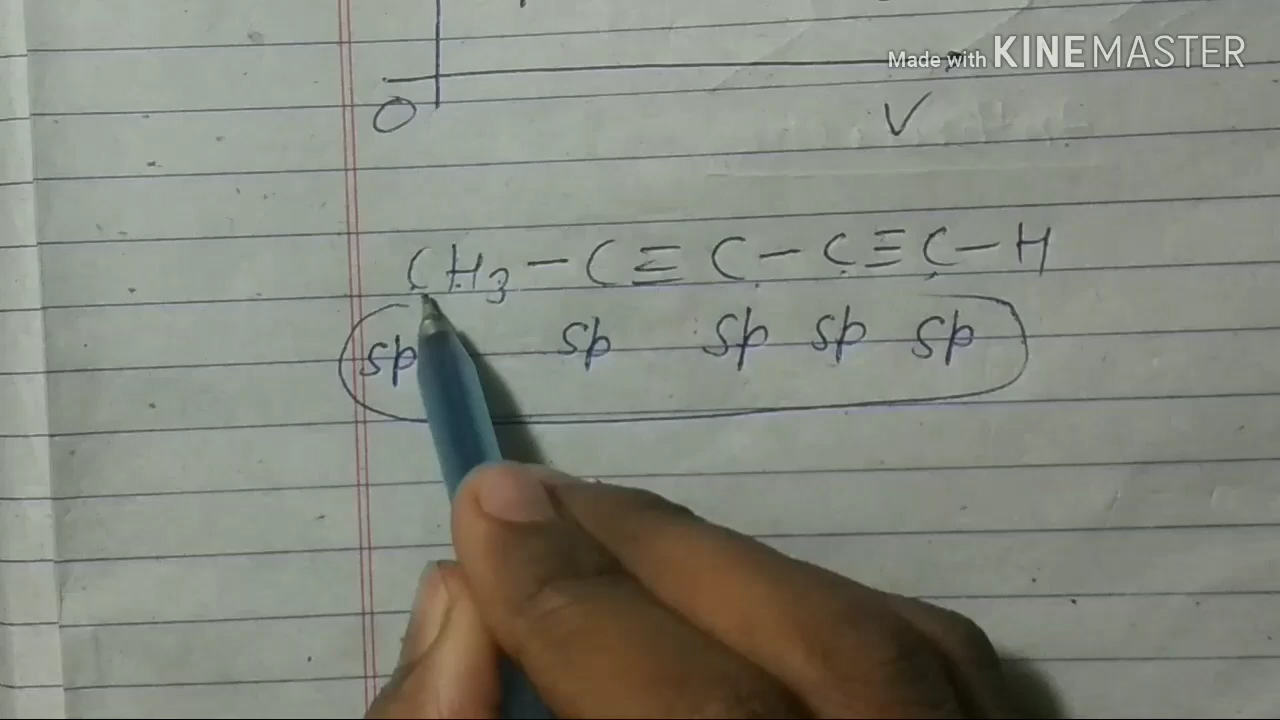 Made with KINEMASTER
O V
CH3 - C ≡ C - C ≡ C - H
sp sp sp sp sp